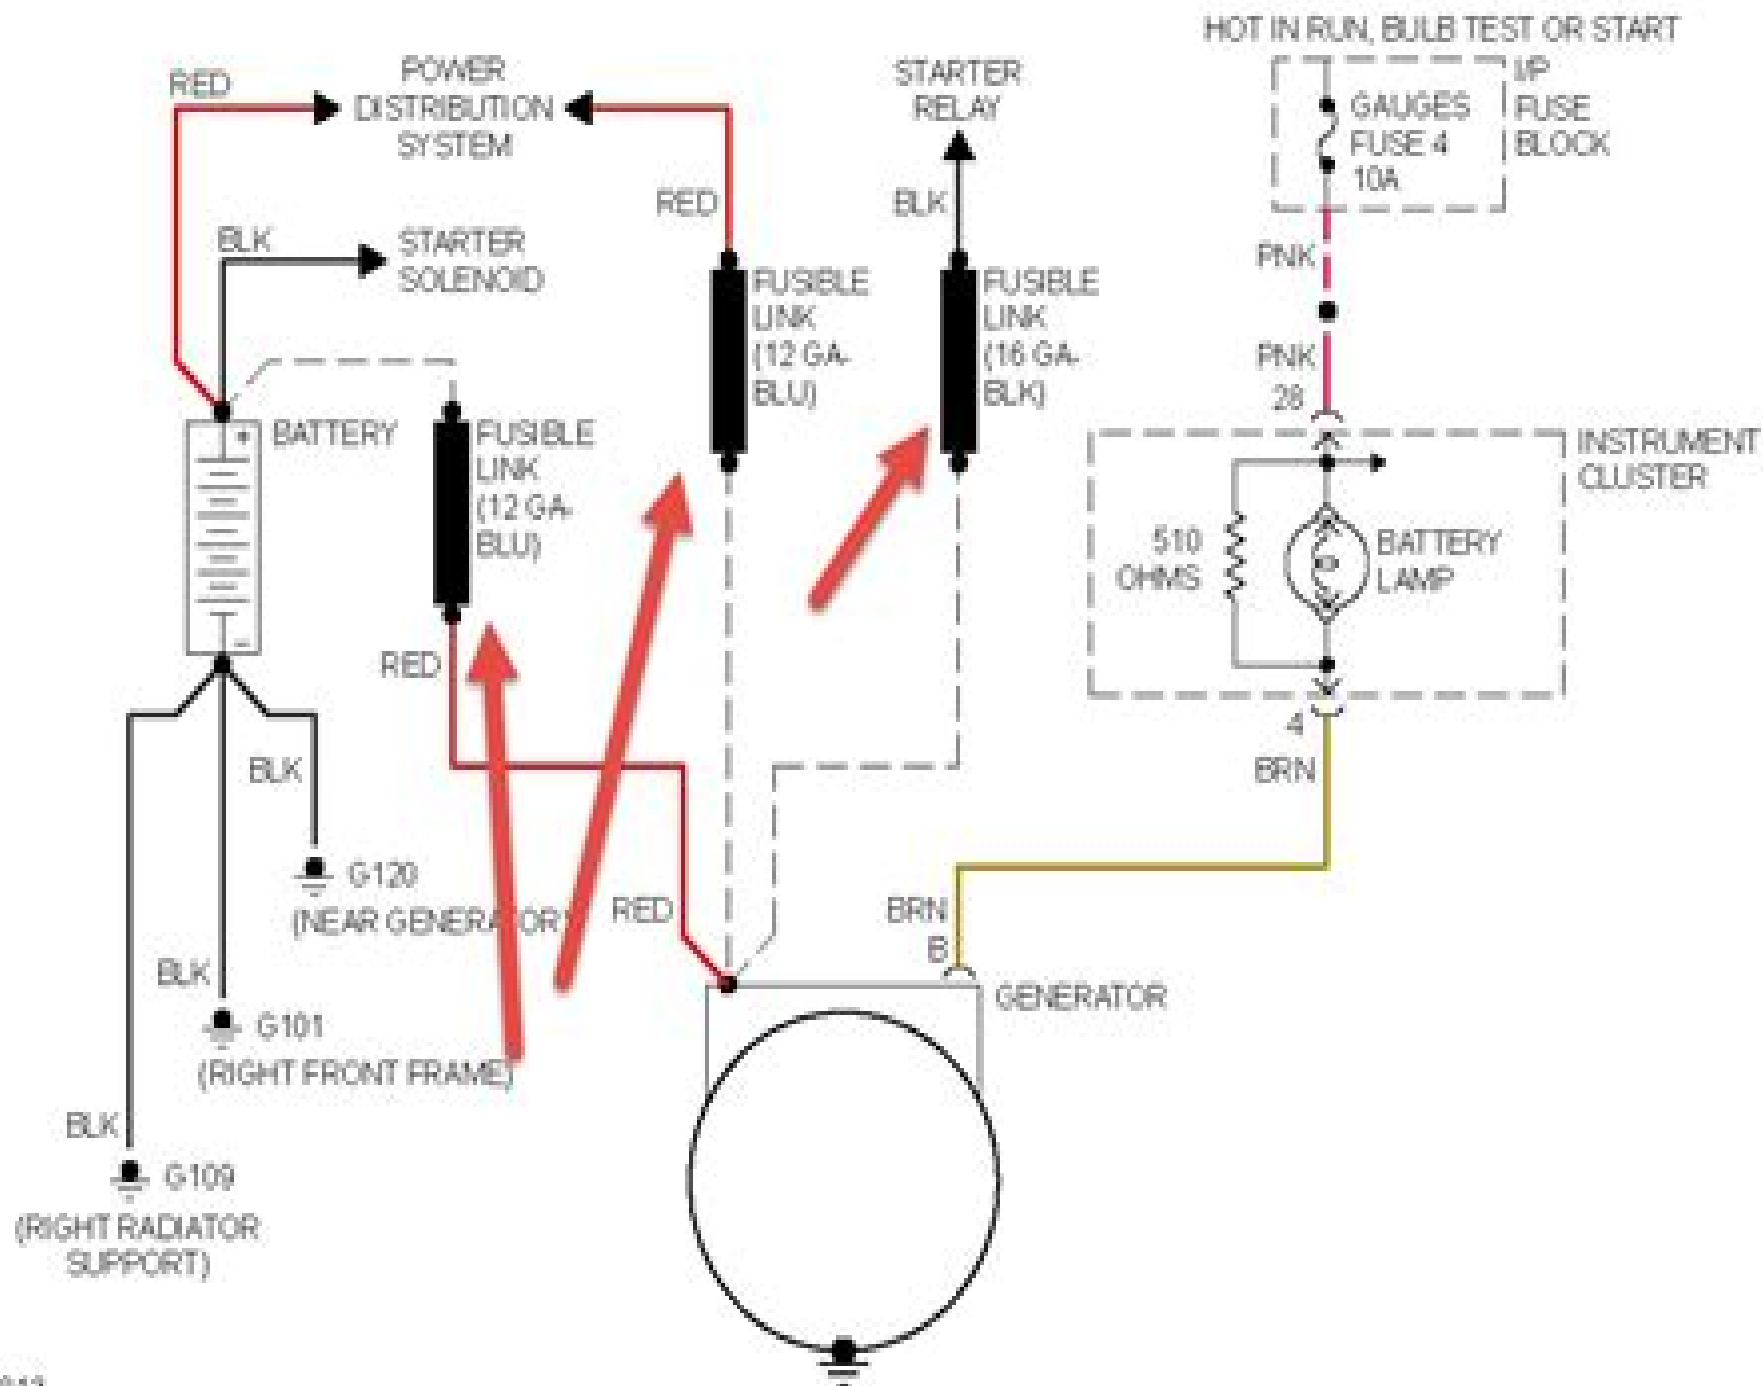 HOT IN RUN, BULB TEST OR START
RED
POWER
DISTRIBUTION
SYSTEM
STARTER
RELAY
GAUGES
FUSE 4
10A
I/P
FUSE
BLOCK
RED
BLK
BLK
STARTER
SOLENOID
PNK
FUSIBLE
LINK
(12 GA-
BLU)
FUSIBLE
LINK
(16 GA-
BLK)
PNK
28
BATTERY
FUSIBLE
LINK
(12 GA-
BLU)
INSTRUMENT
CLUSTER
510
OHMS
BATTERY
LAMP
RED
4
BRN
BLK
G120
(NEAR GENERATOR)
RED
BRN
B
BLK
GENERATOR
G101
(RIGHT FRONT FRAME)
BLK
G109
(RIGHT RADIATOR
SUPPORT)